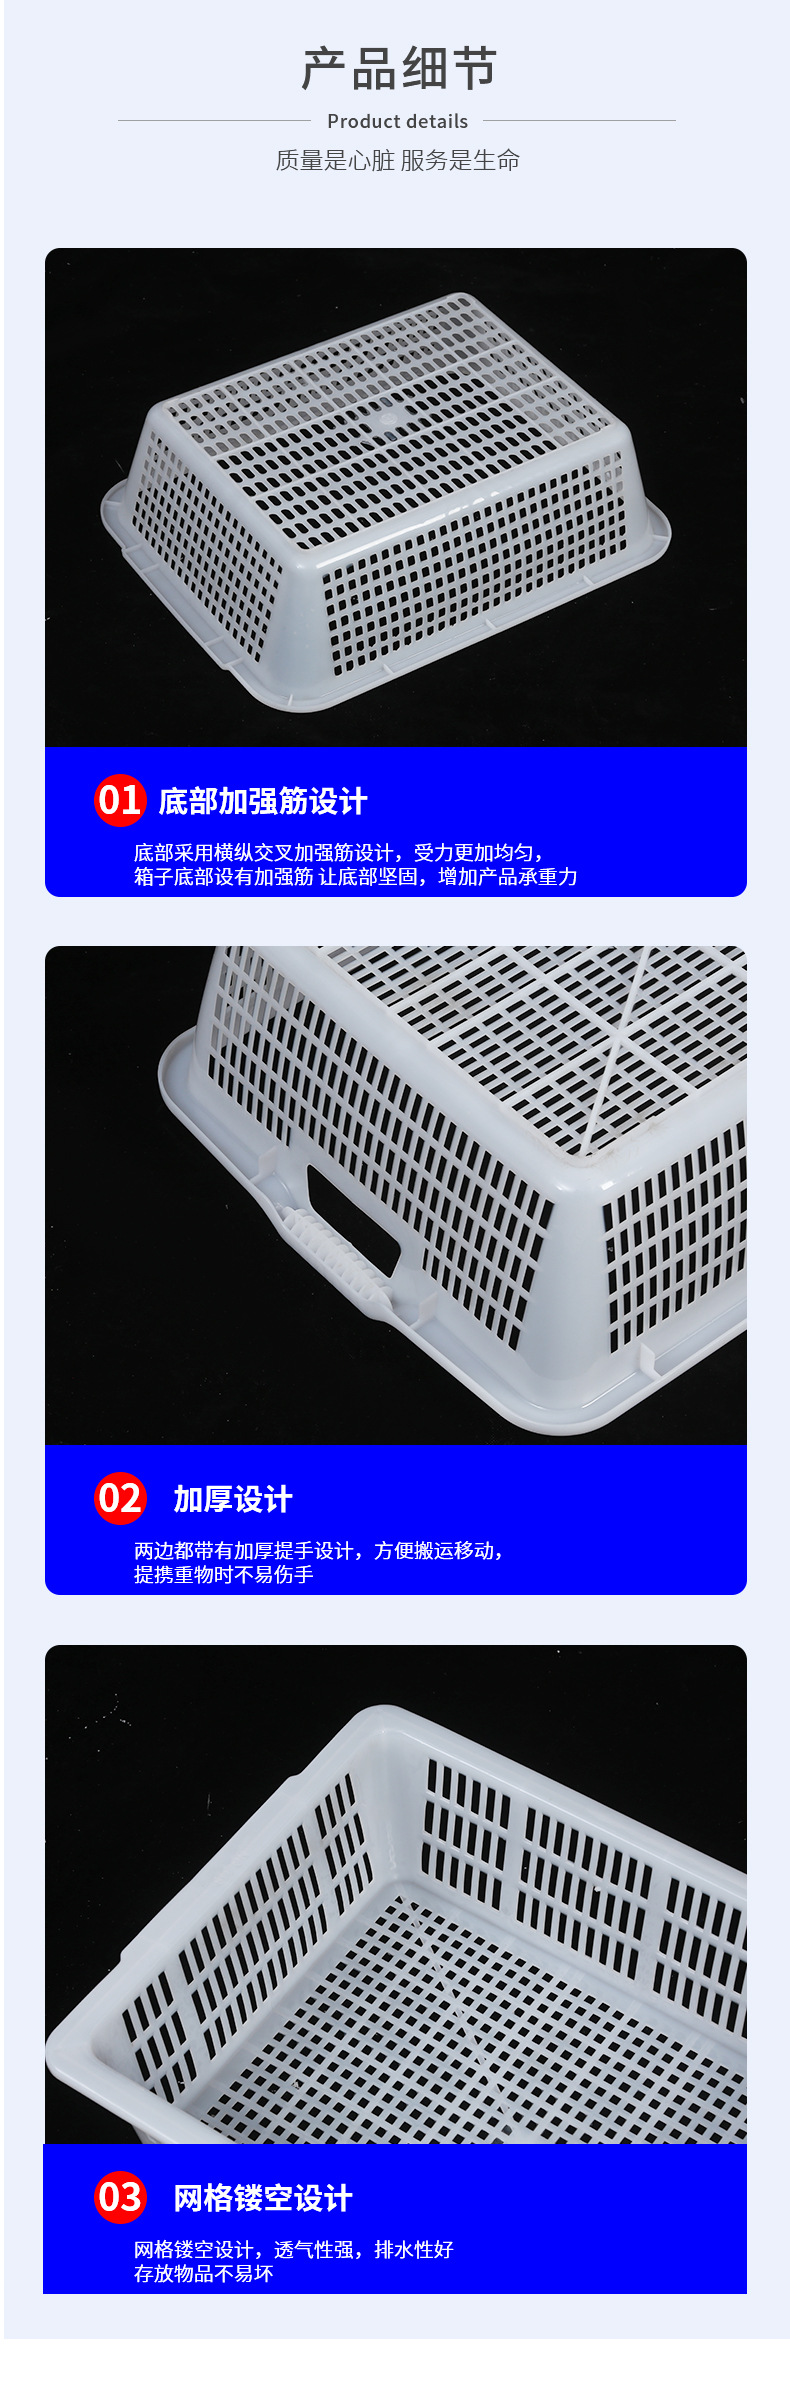 产品细节
Product details
质量是心脏 服务是生命
01 底部加强筋设计
底部采用横纵交叉加强筋设计，受力更加均匀，
箱子底部设有加强筋 让底部坚固，增加产品承重力
02 加厚设计
两边都带有加厚提手设计，方便搬运移动，
提携重物时不易伤手
03 网格镂空设计
网格镂空设计，透气性强，排水性好
存放物品不易坏